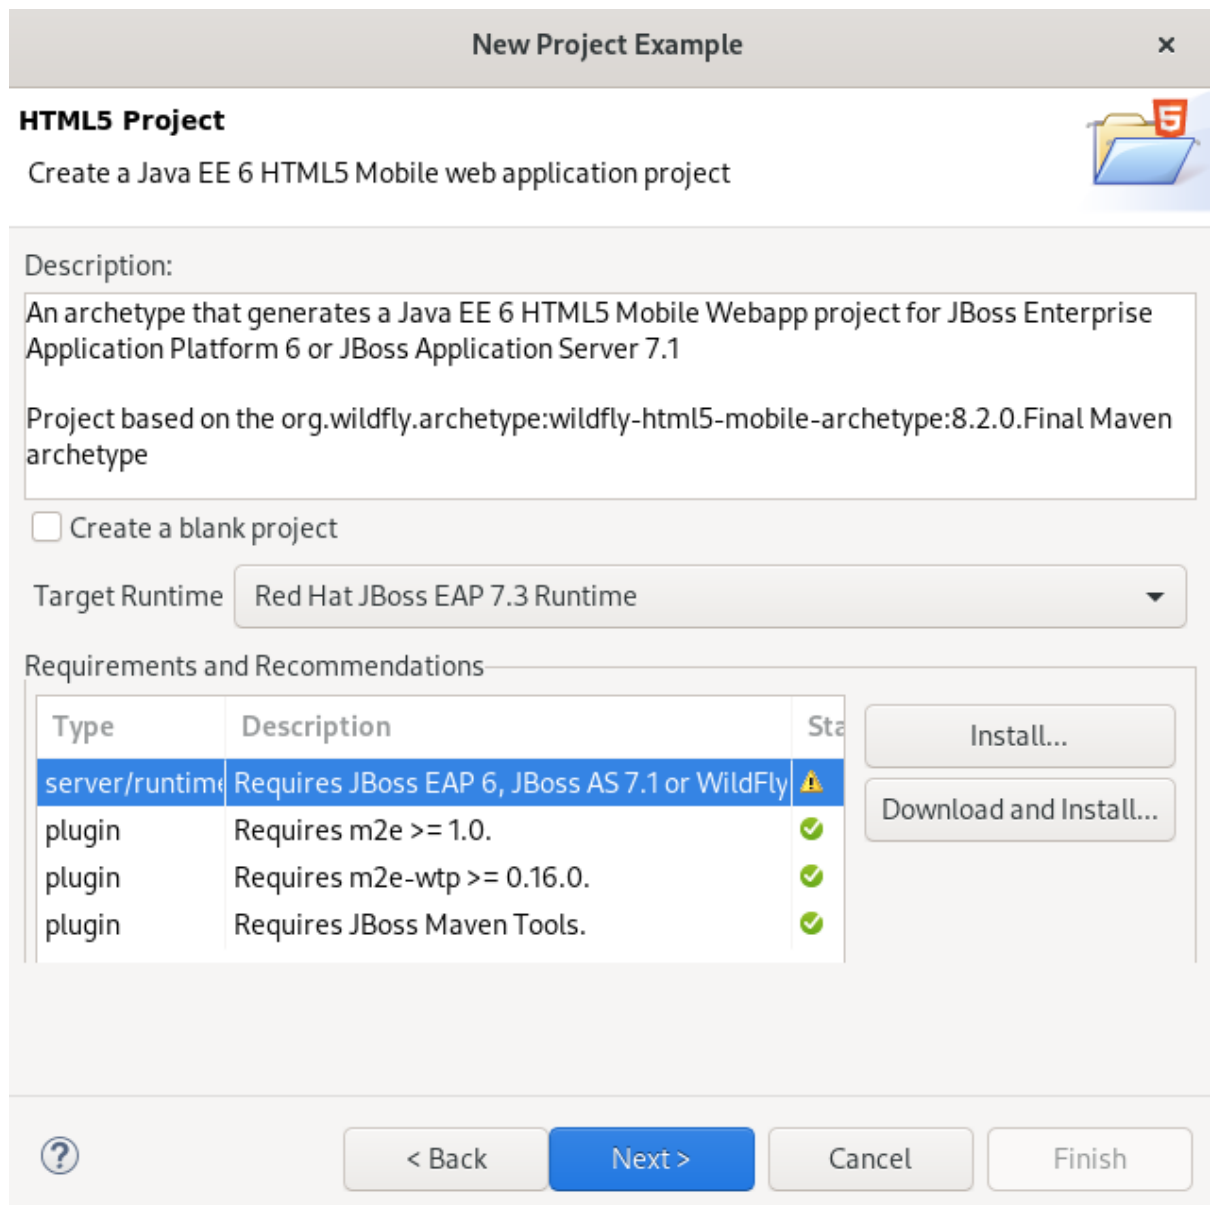 New Project Example ×
HTML5 Project
5
Create a Java EE 6 HTML5 Mobile web application project
Description:
An archetype that generates a Java EE 6 HTML5 Mobile Webapp project for JBoss Enterprise
Application Platform 6 or JBoss Application Server 7.1
Project based on the org.wildfly.archetype:wildfly-html5-mobile-archetype:8.2.0.Final Maven
archetype
Create a blank project
Target Runtime Red Hat JBoss EAP 7.3 Runtime
Requirements and Recommendations
Type Description Sta
Install...
server/runtime Requires JBoss EAP 6, JBoss AS 7.1 or WildFly
Download and Install...
plugin Requires m2e >= 1.0.
plugin Requires m2e-wtp >= 0.16.0.
plugin Requires JBoss Maven Tools.
? < Back Next > Cancel Finish